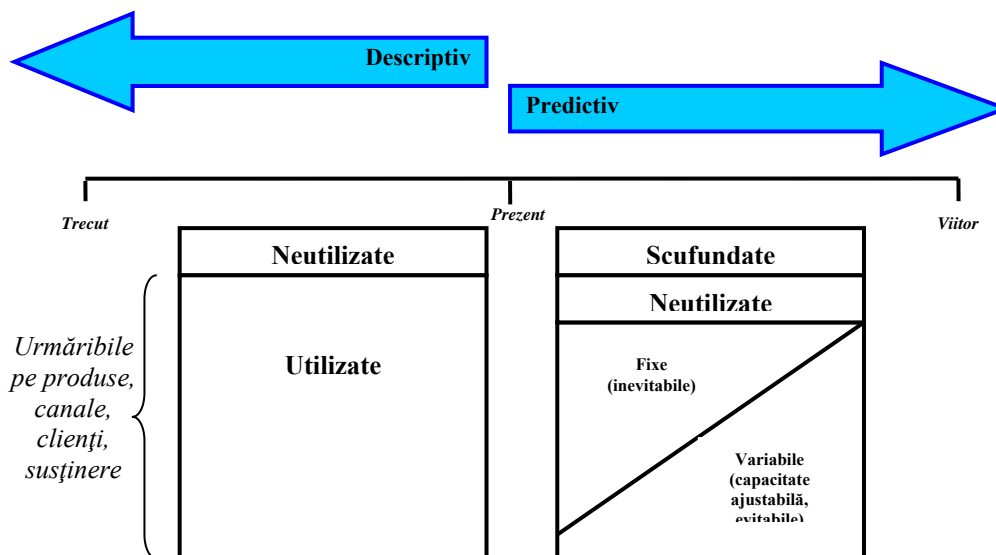 Descriptiv
Predictiv
Trecut
Prezent
Viitor
Neutilizate
Utilizate
Urmăribile
pe produse,
canale,
clienţi,
susţinere
Scufundate
Neutilizate
Fixe
(inevitabile)
Variabile
(capacitate
ajustabilă,
evitabile)